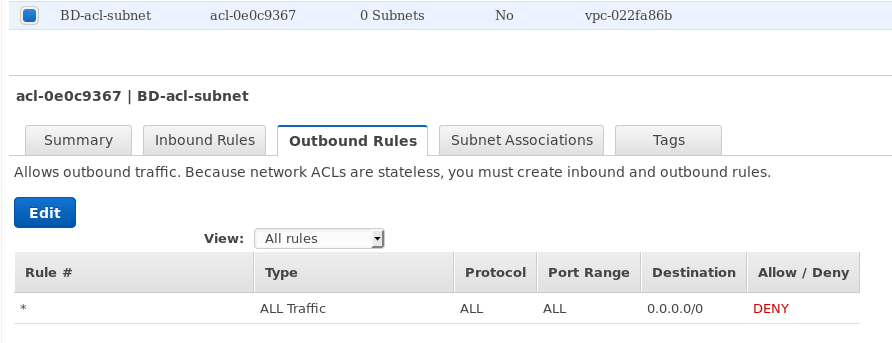 BD-acl-subnet acl-0e0c9367 0 Subnets No vpc-022fa86b
acl-0e0c9367 | BD-acl-subnet
Summary Inbound Rules Outbound Rules Subnet Associations Tags
Allows outbound traffic. Because network ACLs are stateless, you must create inbound and outbound rules.
Edit
View: All rules
Rule # Type Protocol Port Range Destination Allow / Deny
* ALL Traffic ALL ALL 0.0.0.0/0 DENY